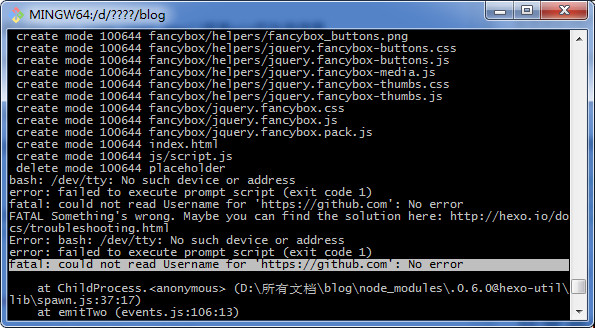 MINGW64:/d/????/blog
create mode 100644 fancybox/helpers/fancybox_buttons.png
create mode 100644 fancybox/helpers/jquery.fancybox-buttons.css
create mode 100644 fancybox/helpers/jquery.fancybox-buttons.js
create mode 100644 fancybox/helpers/jquery.fancybox-media.js
create mode 100644 fancybox/helpers/jquery.fancybox-thumbs.css
create mode 100644 fancybox/helpers/jquery.fancybox-thumbs.js
create mode 100644 fancybox/jquery.fancybox.css
create mode 100644 fancybox/jquery.fancybox.js
create mode 100644 fancybox/jquery.fancybox.pack.js
create mode 100644 index.html
create mode 100644 js/script.js
delete mode 100644 placeholder
bash: /dev/tty: No such device or address
error: failed to execute prompt script (exit code 1)
fatal: could not read Username for 'https://github.com': No error
FATAL Something's wrong. Maybe you can find the solution here: http://hexo.io/do
cs/troubleshooting.html
Error: bash: /dev/tty: No such device or address
error: failed to execute prompt script (exit code 1)
fatal: could not read Username for 'https://github.com': No error
at ChildProcess.<anonymous> (D:\所有文档\blog\node_modules\.0.6.0@hexo-util\
lib\spawn.js:37:17)
at emitTwo (events.js:106:13)